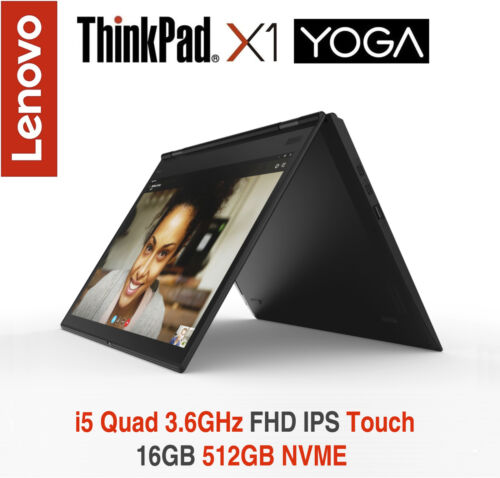 Lenovo
ThinkPad® X1 YOGA
i5 Quad 3.6GHz FHD IPS Touch
16GB 512GB NVME